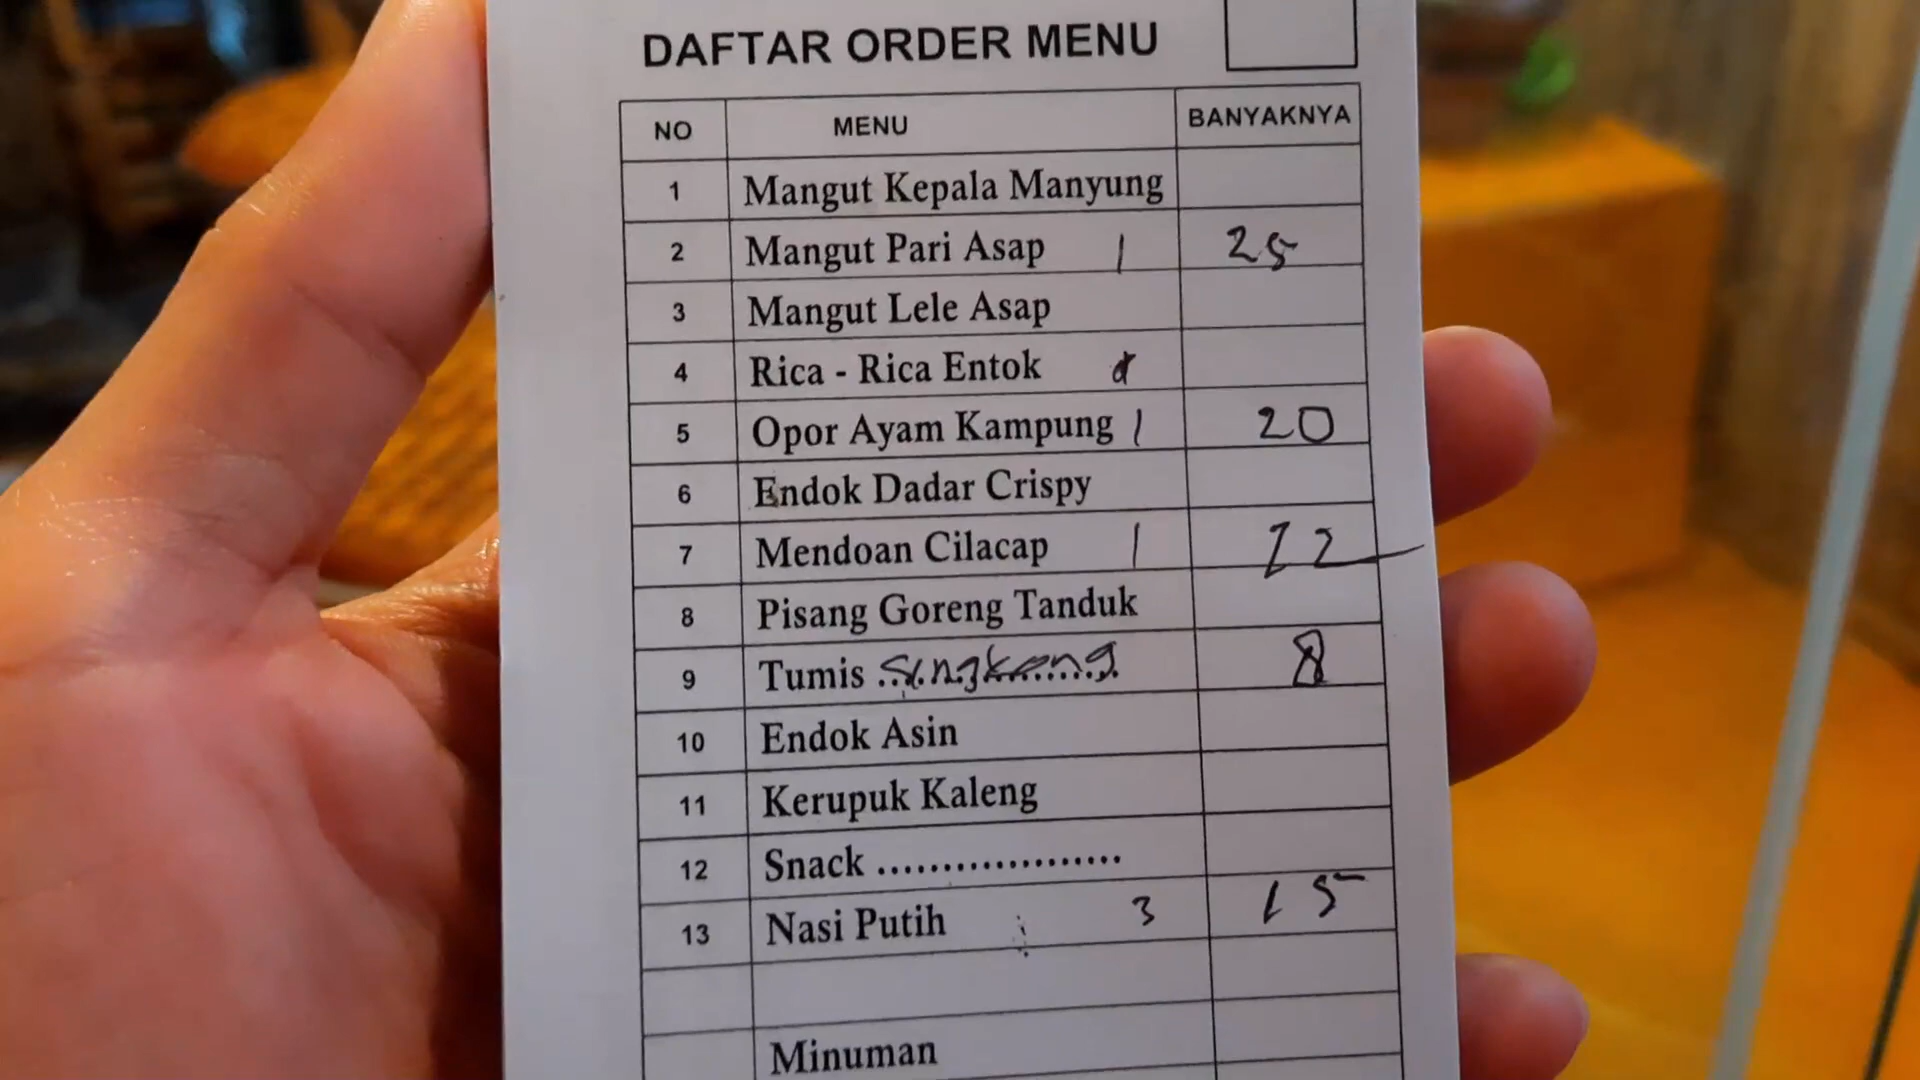 DAFTAR ORDER MENU
NO MENU BANYAKNYA
1 Mangut Kepala Manyung
2 Mangut Pari Asap 1 25
3 Mangut Lele Asap
4 Rica - Rica Entok
5 Opor Ayam Kampung 1 20
6 Endok Dadar Crispy
7 Mendoan Cilacap 1 12
8 Pisang Goreng Tanduk
9 Tumis singkong 8
10 Endok Asin
11 Kerupuk Kaleng
12 Snack ....................
13 Nasi Putih 3 15
Minuman